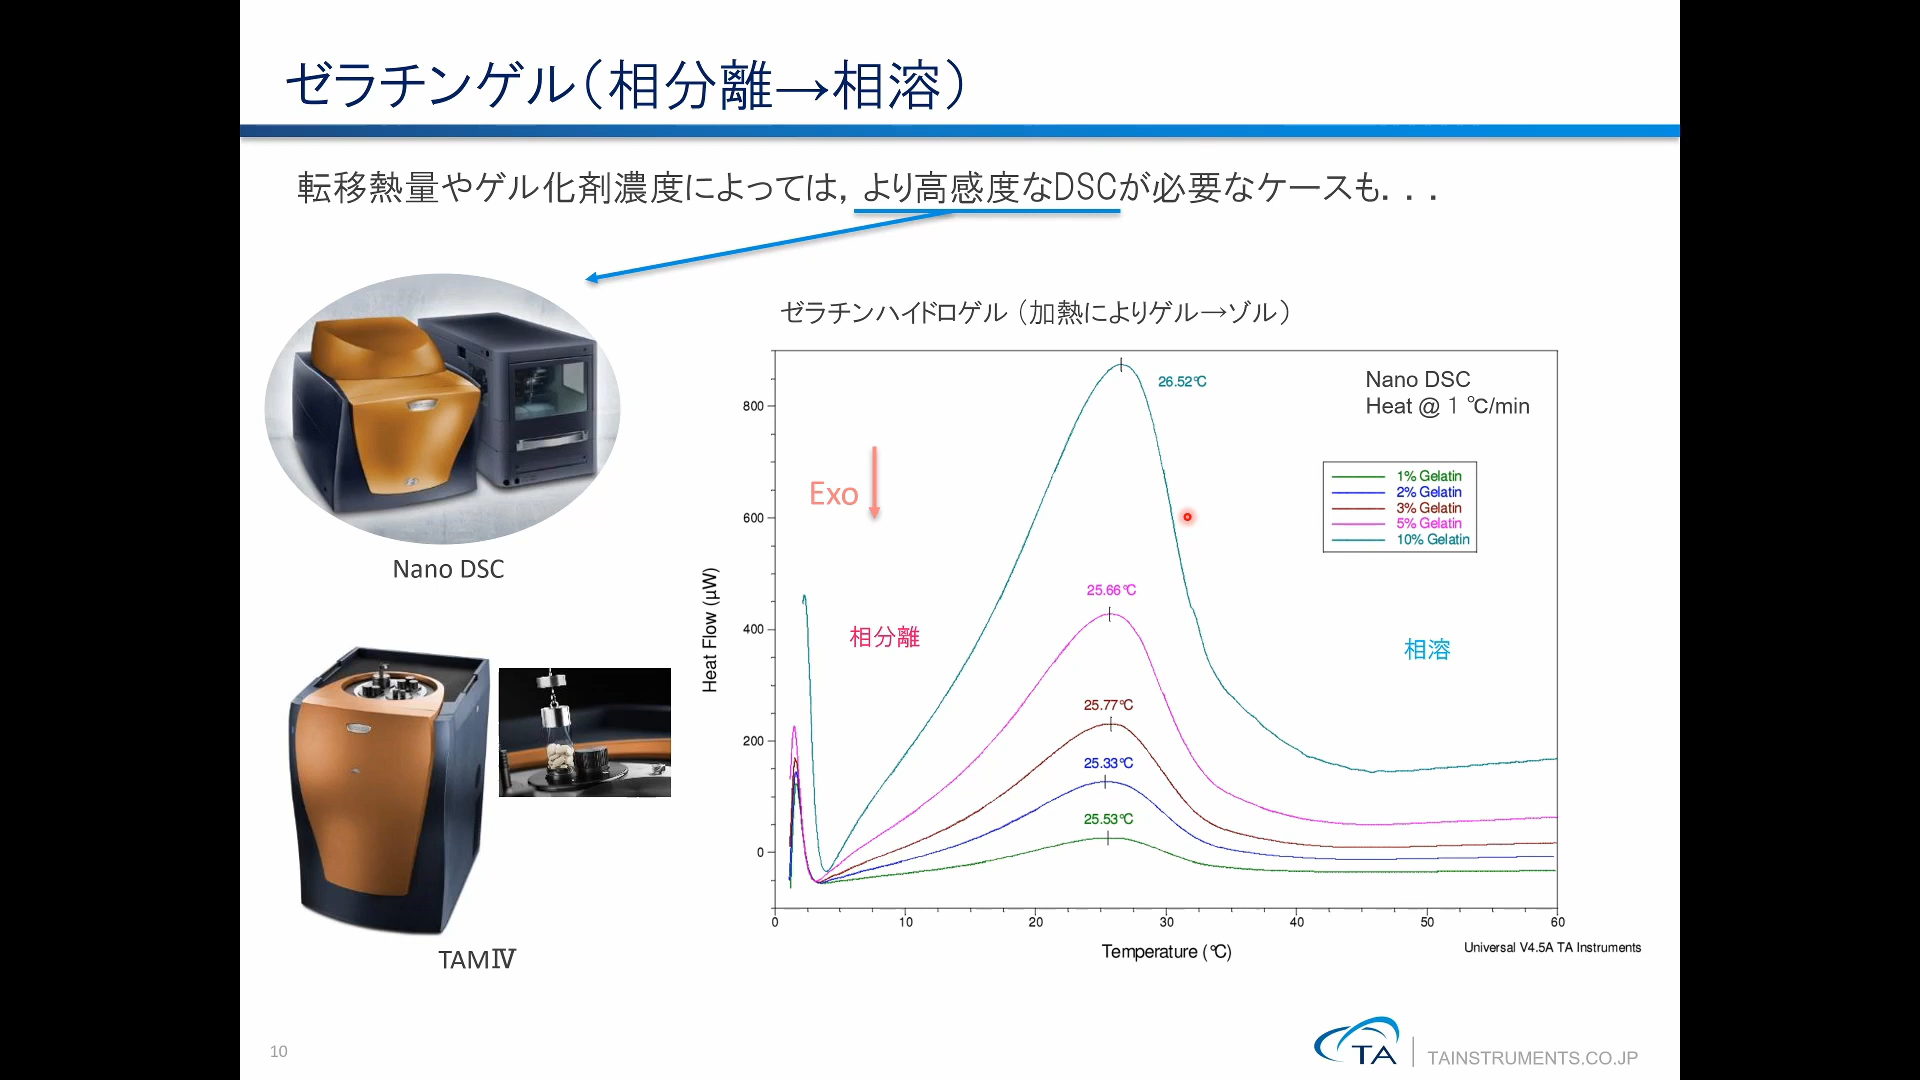 ゼラチンゲル（相分離→相溶）
転移熱量やゲル化剤濃度によっては，より高感度なDSCが必要なケースも．．．
Nano DSC
TAMⅣ
ゼラチンハイドロゲル（加熱によりゲル→ゾル）
Nano DSC
Heat @ 1 ℃/min
1% Gelatin
2% Gelatin
3% Gelatin
5% Gelatin
10% Gelatin
Exo
26.52°C
25.66°C
25.77°C
25.33°C
25.53°C
相分離
相溶
Heat Flow (µW)
800
600
400
200
0
0 10 20 30 40 50 60
Temperature (°C)
Universal V4.5A TA Instruments
10
TA
TAINSTRUMENTS.CO.JP